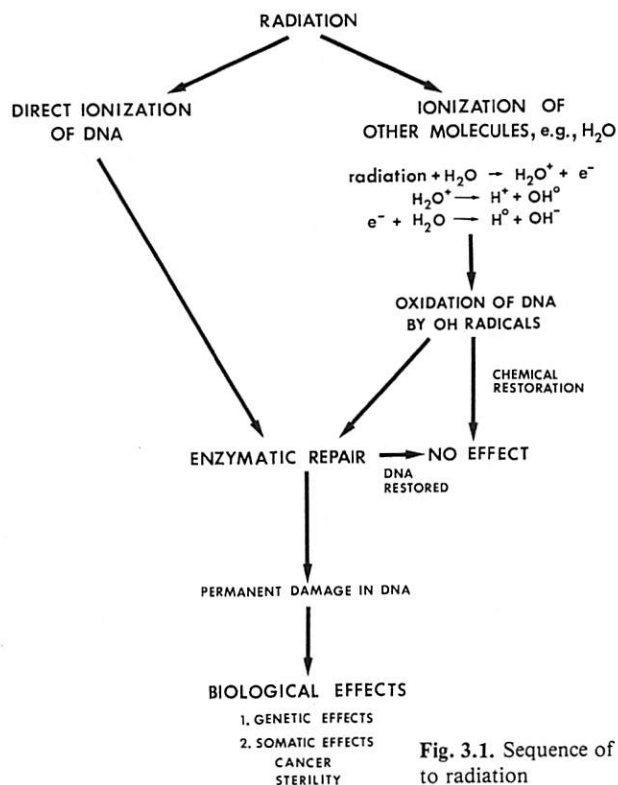 RADIATION
DIRECT IONIZATION
OF DNA
IONIZATION OF
OTHER MOLECULES, e.g., H₂O
radiation + H₂O → H₂O⁺ + e⁻
H₂O⁺ → H⁺ + OH⁰
e⁻ + H₂O → H⁰ + OH⁻
OXIDATION OF DNA
BY OH RADICALS
CHEMICAL
RESTORATION
ENZYMATIC REPAIR → NO EFFECT
DNA
RESTORED
PERMANENT DAMAGE IN DNA
BIOLOGICAL EFFECTS
1. GENETIC EFFECTS
2. SOMATIC EFFECTS
CANCER
STERILITY
Fig. 3.1. Sequence of
to radiation